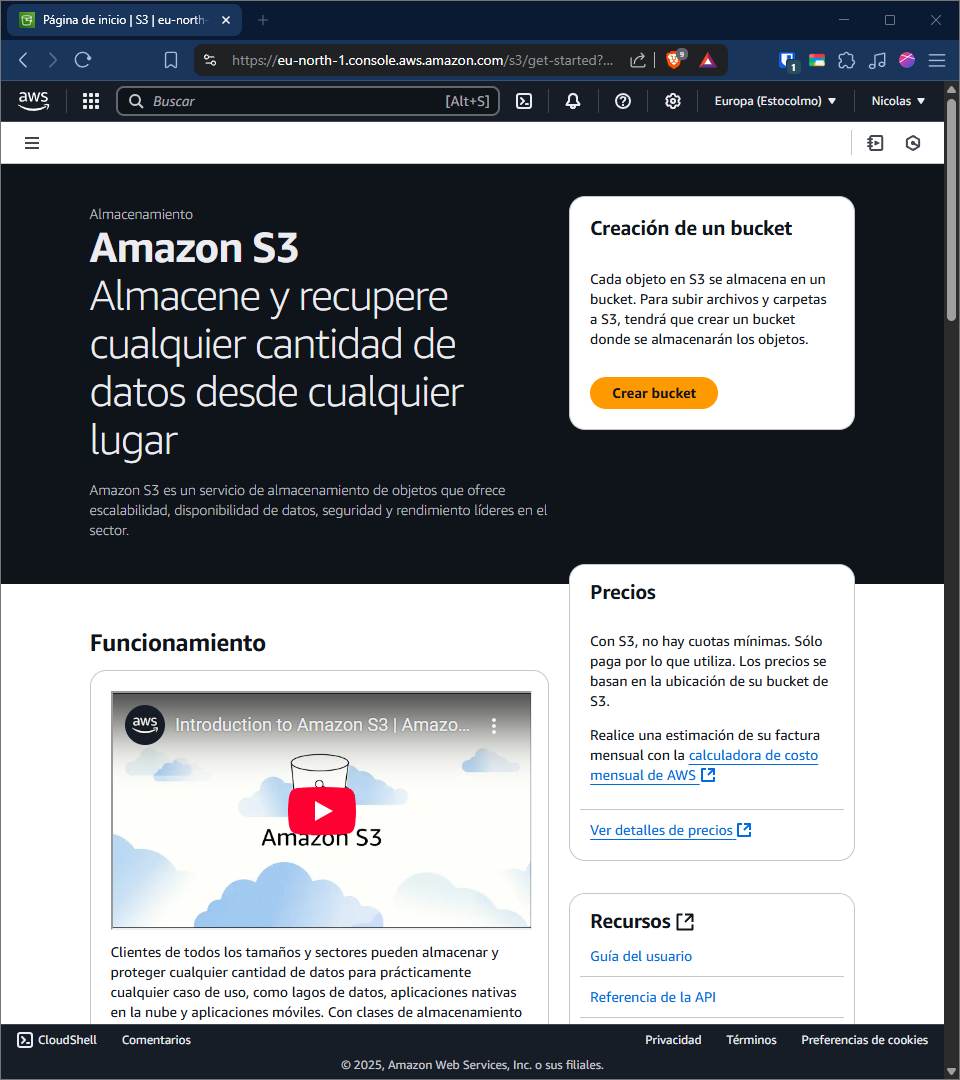 Página de inicio | S3 | eu-north-
https://eu-north-1.console.aws.amazon.com/s3/get-started?...
9
1
aws
Buscar
[Alt+S]
Europa (Estocolmo)
Nicolas
Almacenamiento
Amazon S3
Almacene y recupere
cualquier cantidad de
datos desde cualquier
lugar
Amazon S3 es un servicio de almacenamiento de objetos que ofrece
escalabilidad, disponibilidad de datos, seguridad y rendimiento líderes en el
sector.
Creación de un bucket
Cada objeto en S3 se almacena en un
bucket. Para subir archivos y carpetas
a S3, tendrá que crear un bucket
donde se almacenarán los objetos.
Crear bucket
Precios
Con S3, no hay cuotas mínimas. Sólo
paga por lo que utiliza. Los precios se
basan en la ubicación de su bucket de
S3.
Realice una estimación de su factura
mensual con la calculadora de costo
mensual de AWS
Ver detalles de precios
Funcionamiento
aws
Introduction to Amazon S3 | Amazo...
Amazon S3
Clientes de todos los tamaños y sectores pueden almacenar y
proteger cualquier cantidad de datos para prácticamente
cualquier caso de uso, como lagos de datos, aplicaciones nativas
en la nube y aplicaciones móviles. Con clases de almacenamiento
Recursos
Guía del usuario
Referencia de la API
CloudShell
Comentarios
Privacidad
Términos
Preferencias de cookies
© 2025, Amazon Web Services, Inc. o sus filiales.